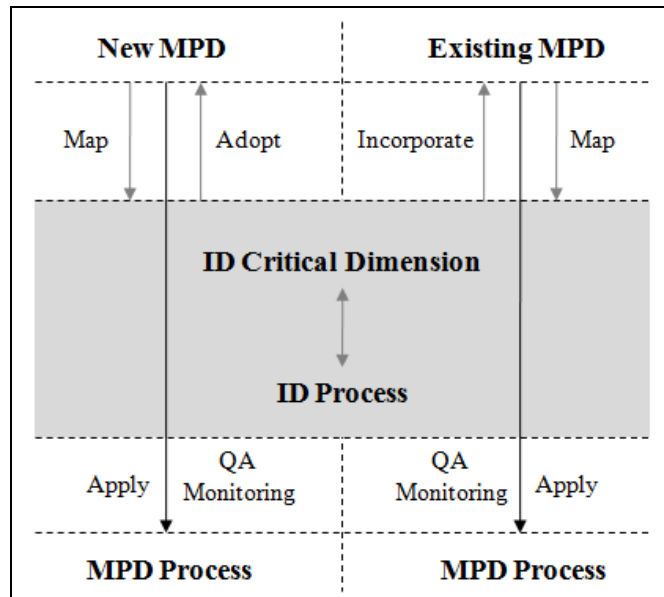 New MPD
Existing MPD
Map
Adopt
Incorporate
Map
ID Critical Dimension
ID Process
Apply
QA
Monitoring
QA
Monitoring
Apply
MPD Process
MPD Process